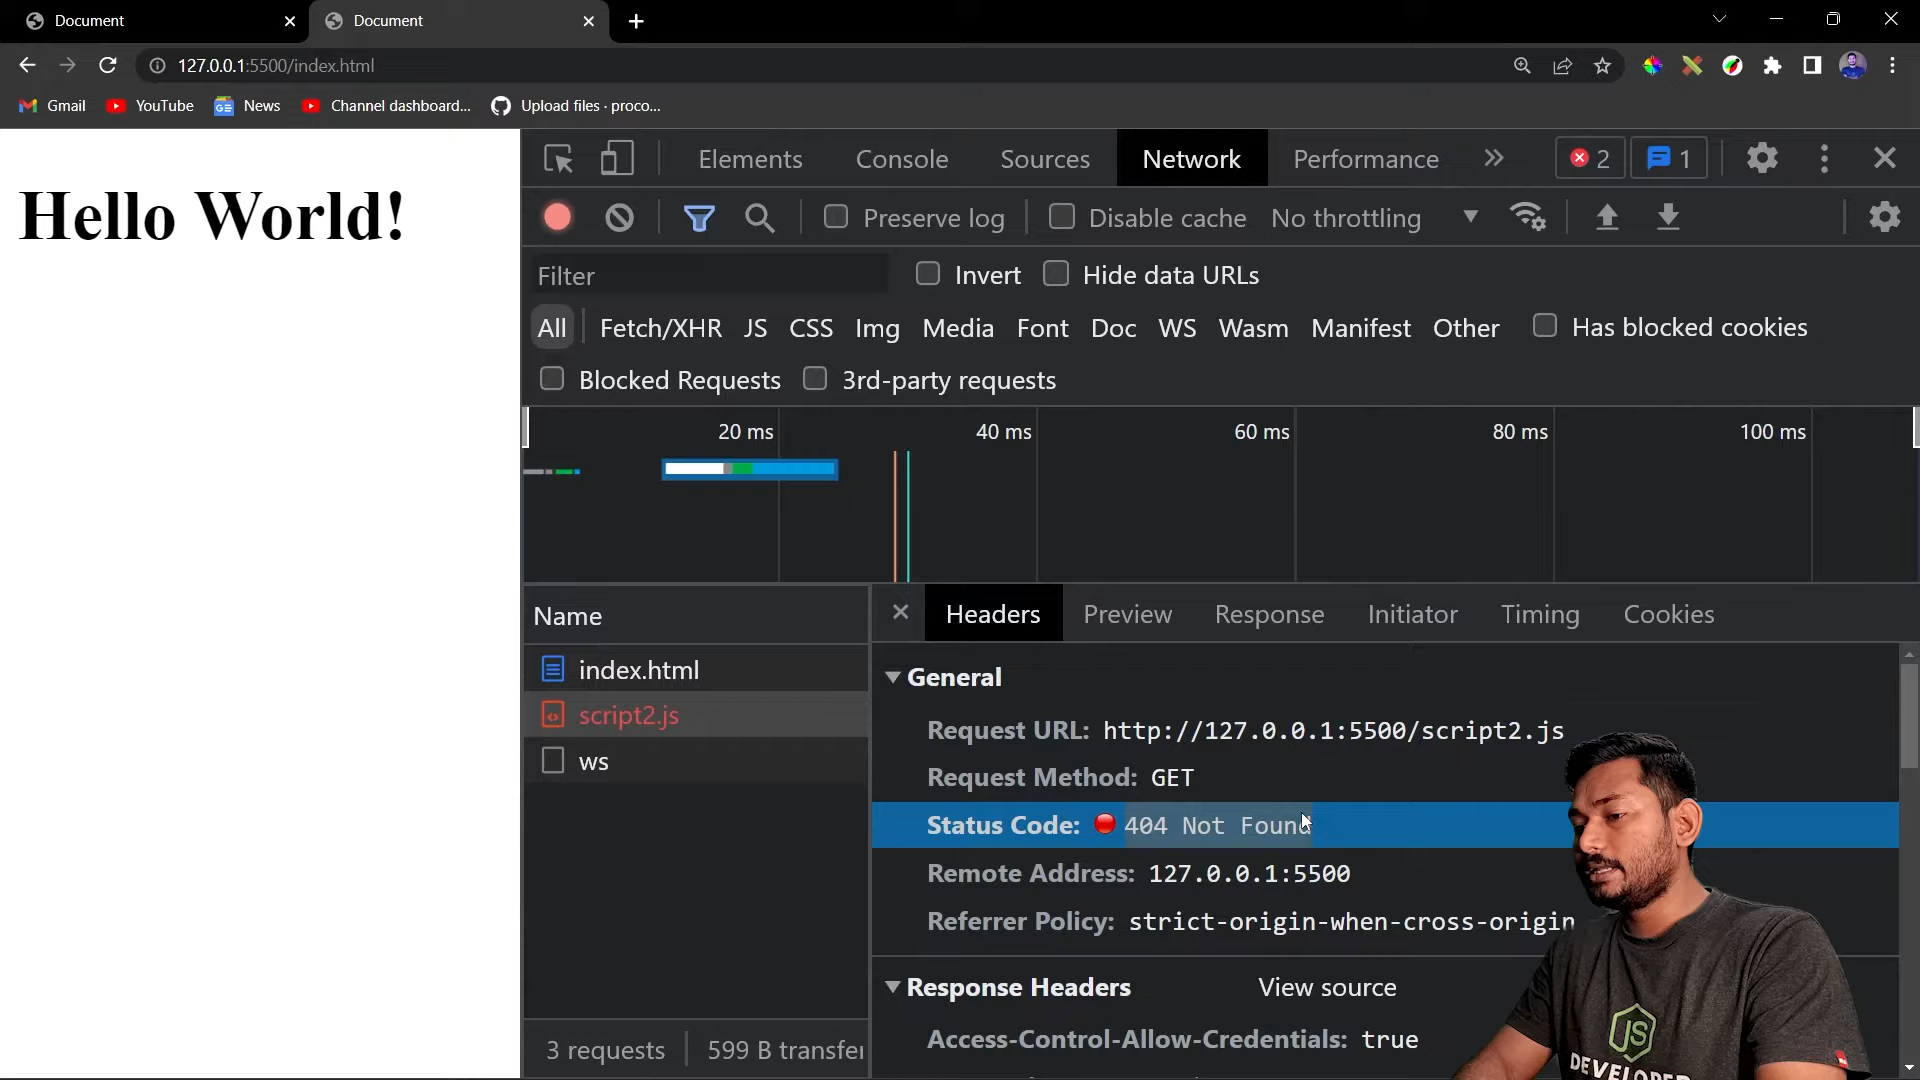 Document
Document
127.0.0.1:5500/index.html
Gmail YouTube News Channel dashboard... Upload files · proco...
Hello World!
Elements Console Sources Network Performance 2 1
Preserve log Disable cache No throttling
Filter Invert Hide data URLs
All Fetch/XHR JS CSS Img Media Font Doc WS Wasm Manifest Other Has blocked cookies
Blocked Requests 3rd-party requests
20 ms 40 ms 60 ms 80 ms 100 ms
Name
index.html
script2.js
ws
3 requests 599 B transfer
Headers Preview Response Initiator Timing Cookies
General
Request URL: http://127.0.0.1:5500/script2.js
Request Method: GET
Status Code: 404 Not Found
Remote Address: 127.0.0.1:5500
Referrer Policy: strict-origin-when-cross-origin
Response Headers View source
Access-Control-Allow-Credentials: true
JS
DEVELOPER